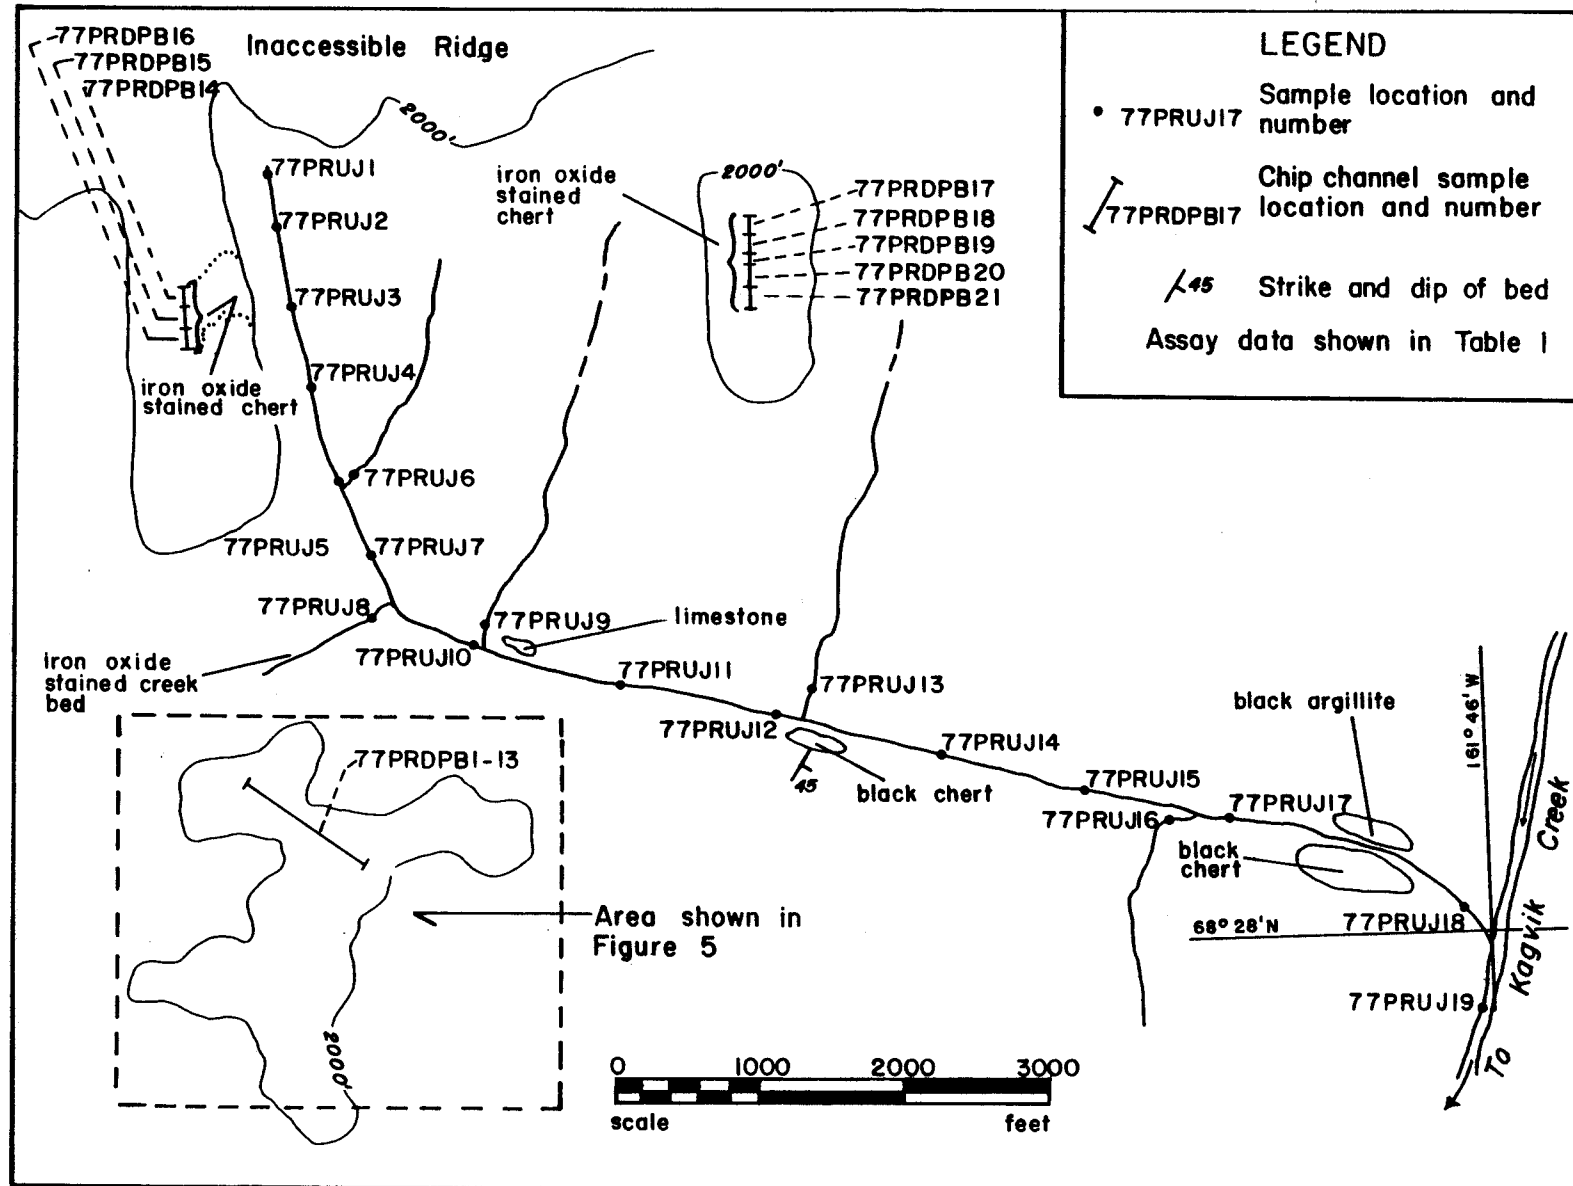 77PRDPB16
77PRDPB15
77PRDPB14
Inaccessible Ridge
2000'
77PRUJ1
77PRUJ2
77PRUJ3
77PRUJ4
iron oxide
stained chert
77PRUJ6
77PRUJ5
77PRUJ7
77PRUJ8
iron oxide
stained creek
bed
77PRUJ9
77PRUJ10
limestone
77PRUJ11
iron oxide
stained
chert
2000'
77PRDPB17
77PRDPB18
77PRDPB19
77PRDPB20
77PRDPB21
LEGEND
77PRUJ17
Sample location and
number
77PRDPB17
Chip channel sample
location and number
45
Strike and dip of bed
Assay data shown in Table 1
77PRUJ13
77PRUJ12
45
black chert
77PRUJ14
77PRUJ15
77PRUJ16
77PRUJ17
black argillite
black
chert
161° 46' W
68° 28' N
77PRUJ18
77PRUJ19
To Kagvik Creek
77PRDPB1-13
Area shown in
Figure 5
2000'
0 1000 2000 3000
scale feet